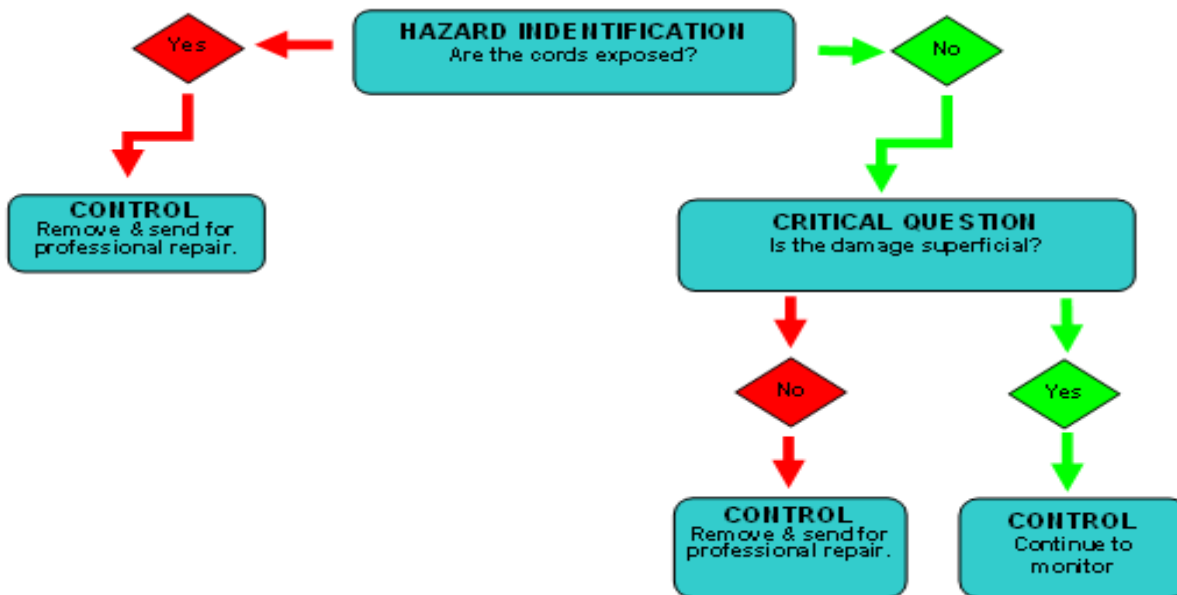 HAZARD INDENTIFICATION
Are the cords exposed?
Yes
No
CONTROL
Remove & send for
professional repair.
CRITICAL QUESTION
Is the damage superficial?
No
Yes
CONTROL
Remove & send for
professional repair.
CONTROL
Continue to
monitor